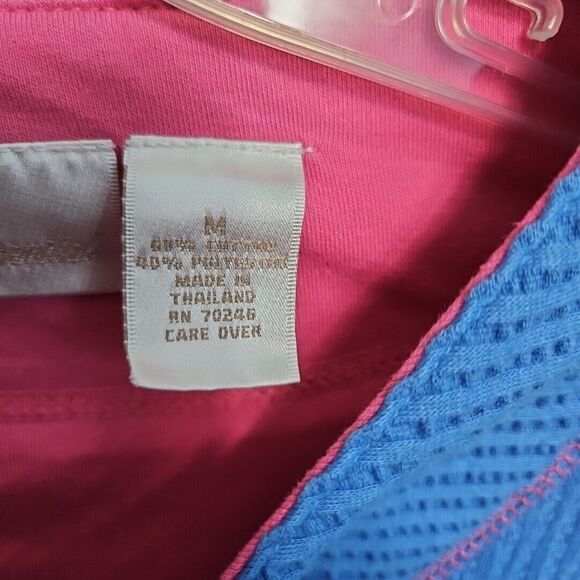 M
60% COTTON
40% POLYESTER
MADE IN
THAILAND
RN 70246
CARE OVER